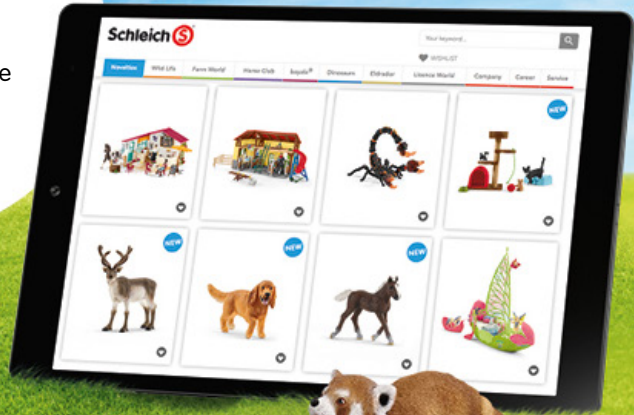 e
Schleich S
Your keyword...
WISHLIST
Novelties Wild Life Farm World Horse Club bayala® Dinosaurs Eldrador Licence World Company Career Service
NEW
NEW
NEW
NEW